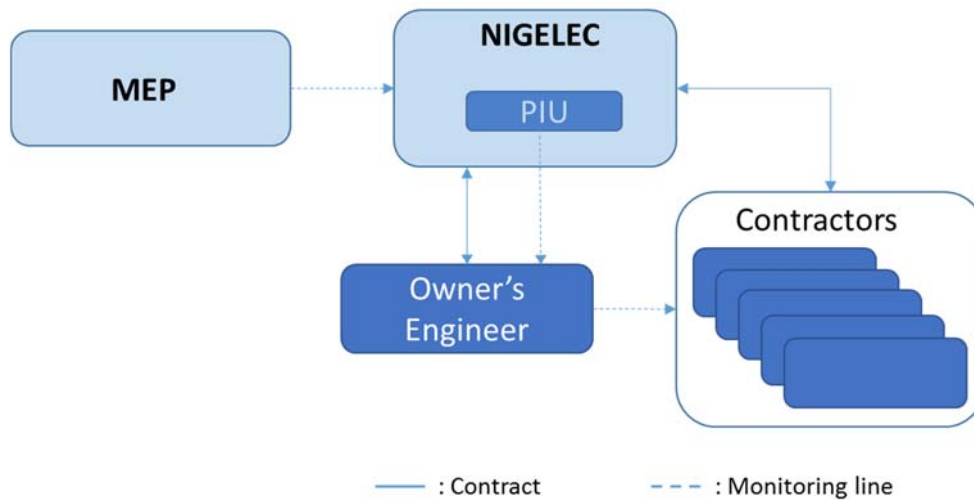 MEP
NIGELEC
PIU
Owner's
Engineer
Contractors
: Contract
: Monitoring line